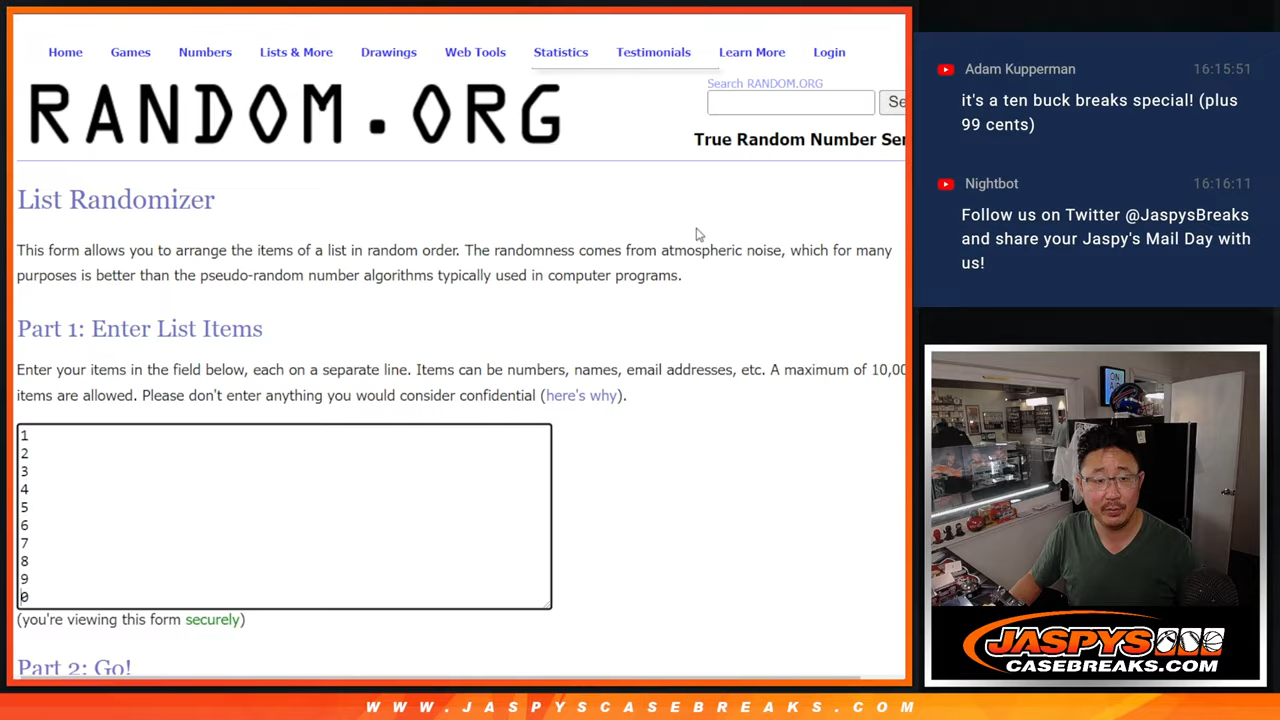 Home Games Numbers Lists & More Drawings Web Tools Statistics Testimonials Learn More Login
RANDOM.ORG
Search RANDOM.ORG
Se
True Random Number Ser
List Randomizer
This form allows you to arrange the items of a list in random order. The randomness comes from atmospheric noise, which for many
purposes is better than the pseudo-random number algorithms typically used in computer programs.
Part 1: Enter List Items
Enter your items in the field below, each on a separate line. Items can be numbers, names, email addresses, etc. A maximum of 10,00
items are allowed. Please don't enter anything you would consider confidential (here's why).
1
2
3
4
5
6
7
8
9
0
(you're viewing this form securely)
Part 2: Go!
Adam Kupperman 16:15:51
it's a ten buck breaks special! (plus
99 cents)
Nightbot 16:16:11
Follow us on Twitter @JaspysBreaks
and share your Jaspy's Mail Day with
us!
JASPYS
CASEBREAKS.COM
WWW.JASPYSCASEBREAKS.COM